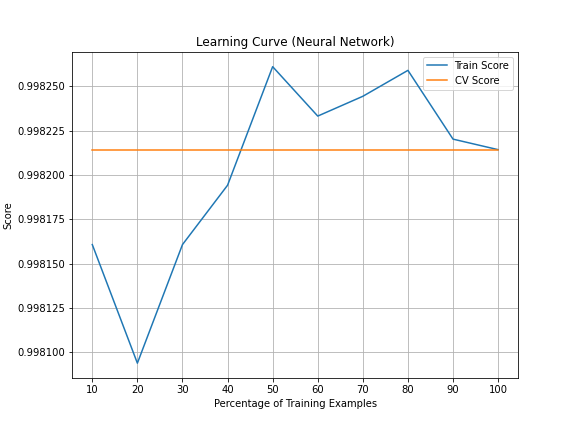 Learning Curve (Neural Network)
Train Score
CV Score
0.998250
0.998225
0.998200
0.998175
0.998150
0.998125
0.998100
Score
10 20 30 40 50 60 70 80 90 100
Percentage of Training Examples